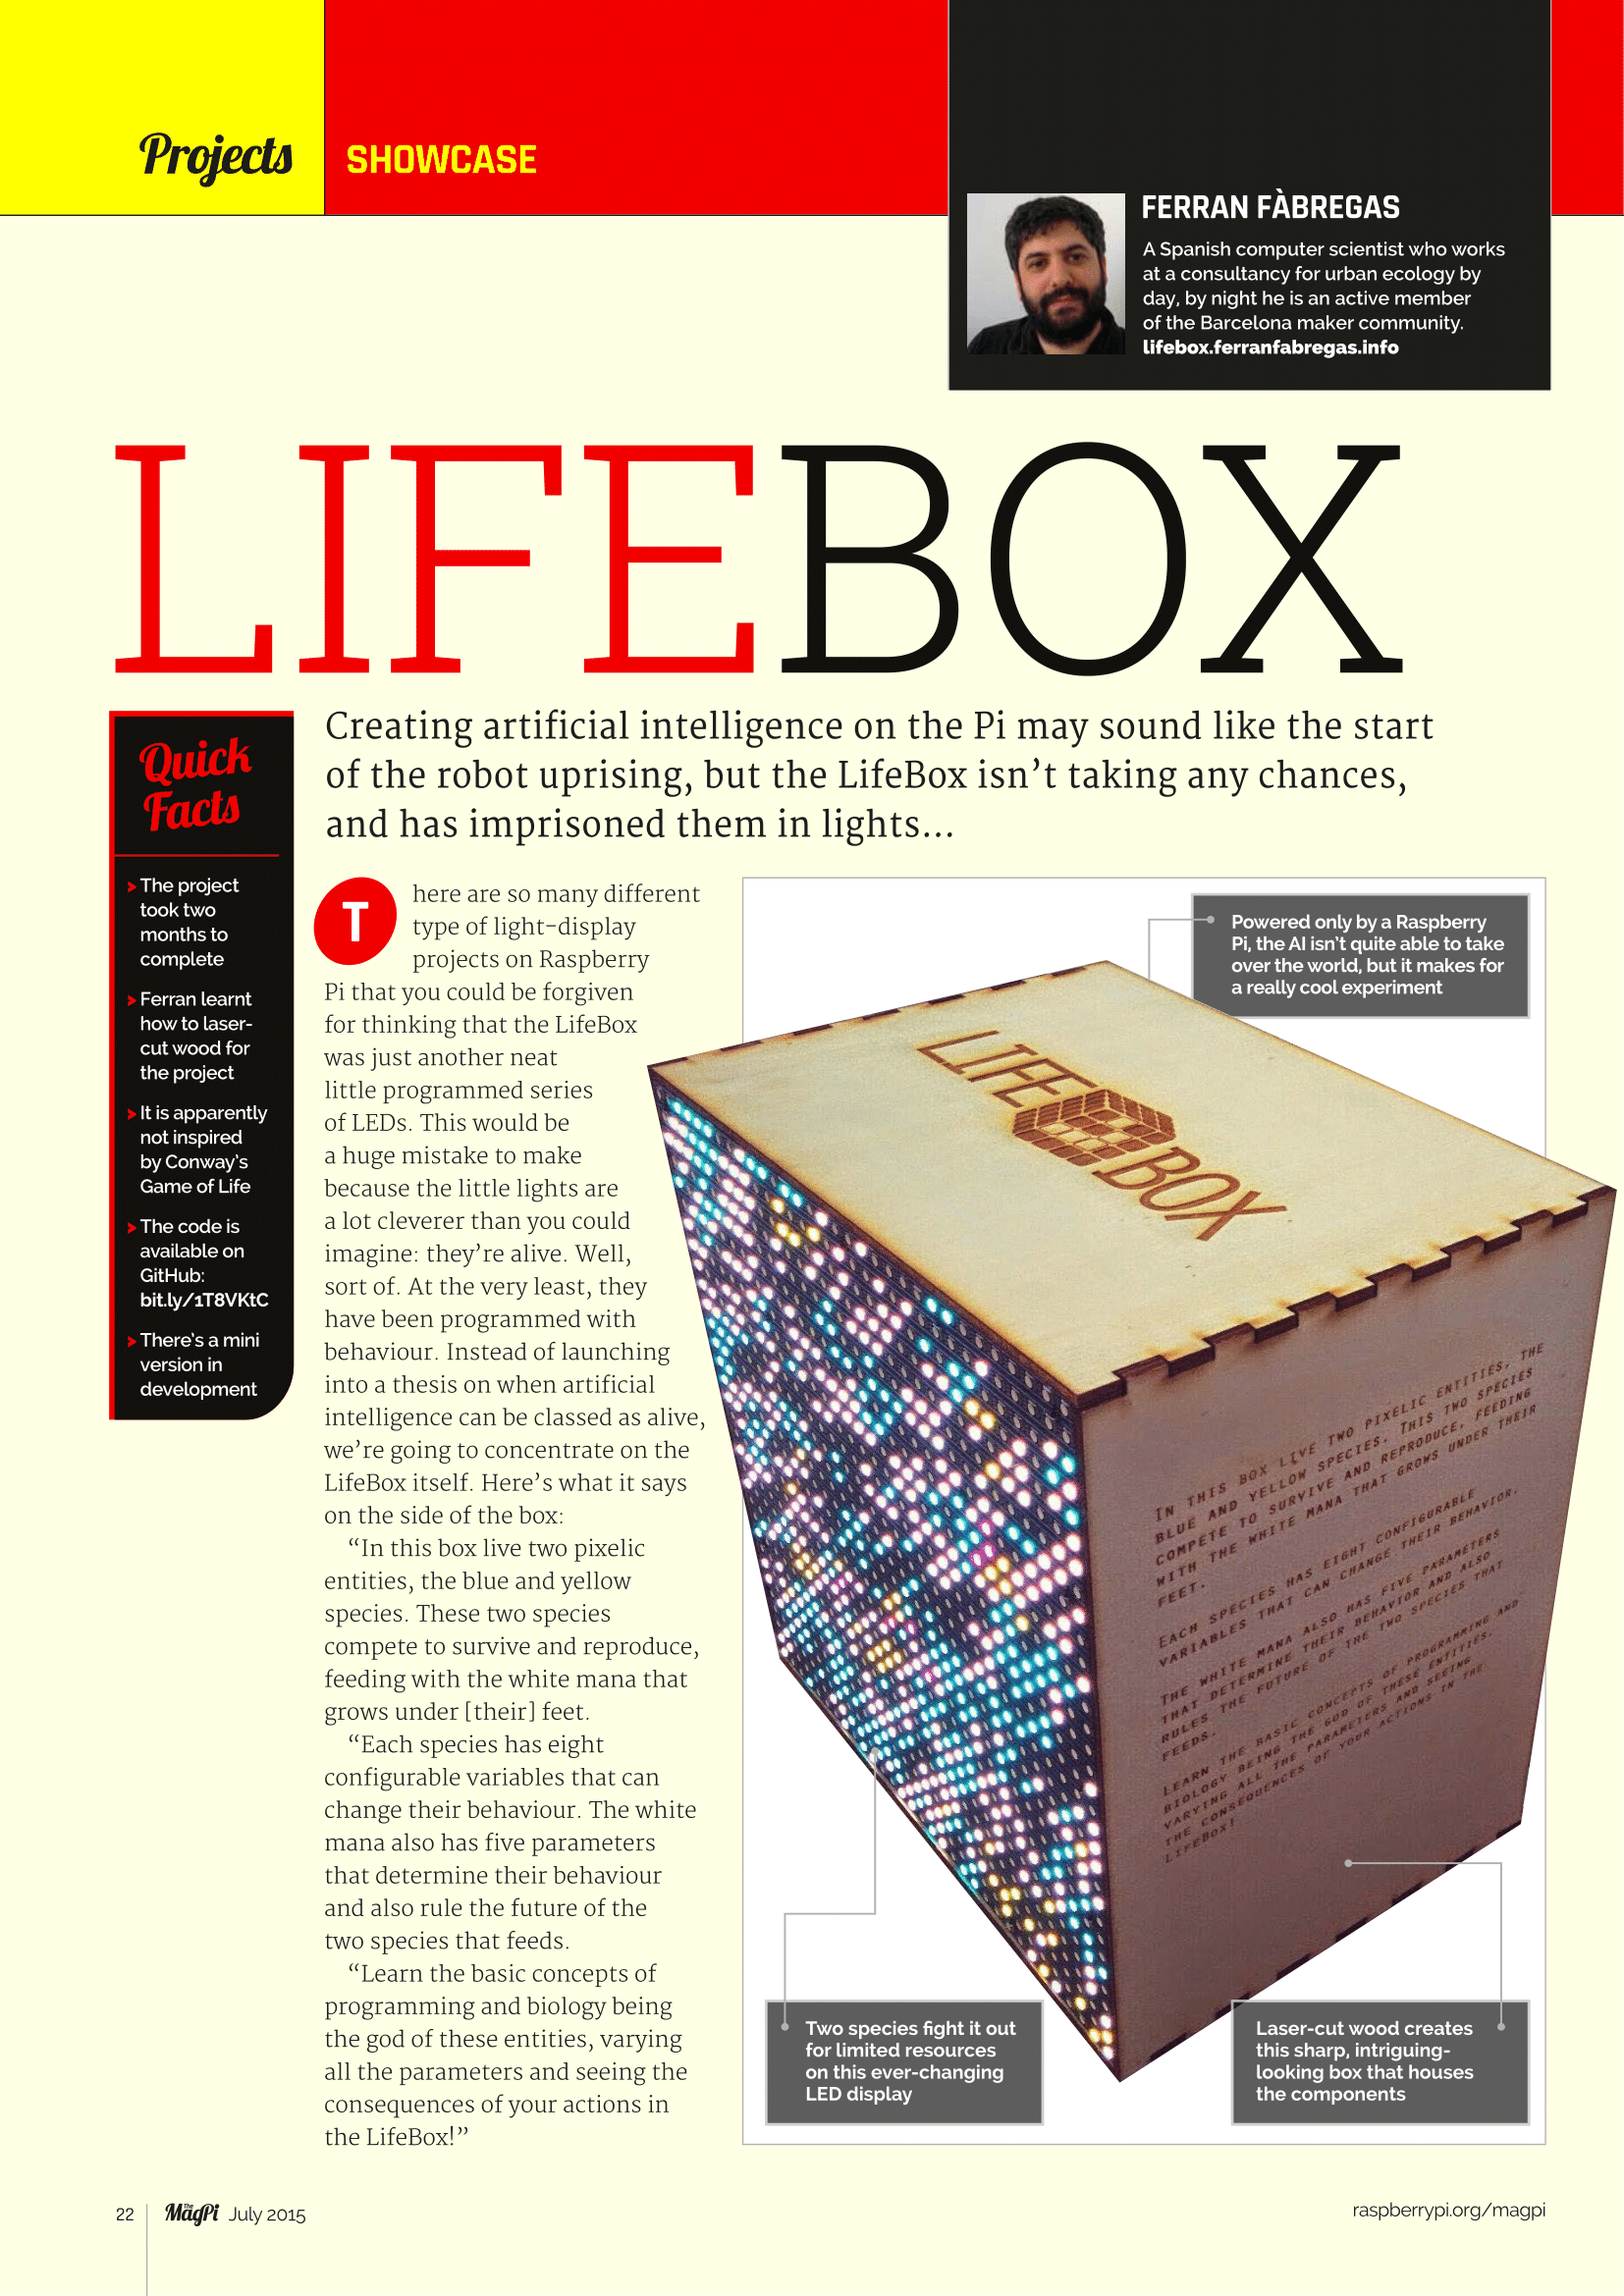 Projects
SHOWCASE
FERRAN FÀBREGAS
A Spanish computer scientist who works
at a consultancy for urban ecology by
day, by night he is an active member
of the Barcelona maker community.
lifebox.ferranfabregas.info
LIFEBOX
Creating artificial intelligence on the Pi may sound like the start
of the robot uprising, but the LifeBox isn’t taking any chances,
and has imprisoned them in lights...
Quick
Facts
> The project
took two
months to
complete
> Ferran learnt
how to laser-
cut wood for
the project
> It is apparently
not inspired
by Conway’s
Game of Life
> The code is
available on
GitHub:
bit.ly/1T8VKtC
> There’s a mini
version in
development
There are so many different
type of light-display
projects on Raspberry
Pi that you could be forgiven
for thinking that the LifeBox
was just another neat
little programmed series
of LEDs. This would be
a huge mistake to make
because the little lights are
a lot cleverer than you could
imagine: they’re alive. Well,
sort of. At the very least, they
have been programmed with
behaviour. Instead of launching
into a thesis on when artificial
intelligence can be classed as alive,
we’re going to concentrate on the
LifeBox itself. Here’s what it says
on the side of the box:
“In this box live two pixelic
entities, the blue and yellow
species. These two species
compete to survive and reproduce,
feeding with the white mana that
grows under [their] feet.
“Each species has eight
configurable variables that can
change their behaviour. The white
mana also has five parameters
that determine their behaviour
and also rule the future of the
two species that feeds.
“Learn the basic concepts of
programming and biology being
the god of these entities, varying
all the parameters and seeing the
consequences of your actions in
the LifeBox!”
Powered only by a Raspberry
Pi, the AI isn’t quite able to take
over the world, but it makes for
a really cool experiment
LIFE BOX
IN THIS BOX LIVE TWO PIXELIC ENTITIES, THE
BLUE AND YELLOW SPECIES. THIS TWO SPECIES
COMPETE TO SURVIVE AND REPRODUCE, FEEDING
WITH THE WHITE MANA THAT GROWS UNDER THEIR
FEET.
EACH SPECIES HAS EIGHT CONFIGURABLE
VARIABLES THAT CAN CHANGE THEIR BEHAVIOR.
THE WHITE MANA ALSO HAS FIVE PARAMETERS
THAT DETERMINE THEIR BEHAVIOR AND ALSO
RULES THE FUTURE OF THE TWO SPECIES THAT
FEEDS.
LEARN THE BASIC CONCEPTS OF PROGRAMMING AND
BIOLOGY BEING THE GOD OF THESE ENTITIES.
VARYING ALL THE PARAMETERS AND SEEING
THE CONSEQUENCES OF YOUR ACTIONS IN THE
LIFEBOX!
Two species fight it out
for limited resources
on this ever-changing
LED display
Laser-cut wood creates
this sharp, intriguing-
looking box that houses
the components
22
The MagPi July 2015
raspberrypi.org/magpi